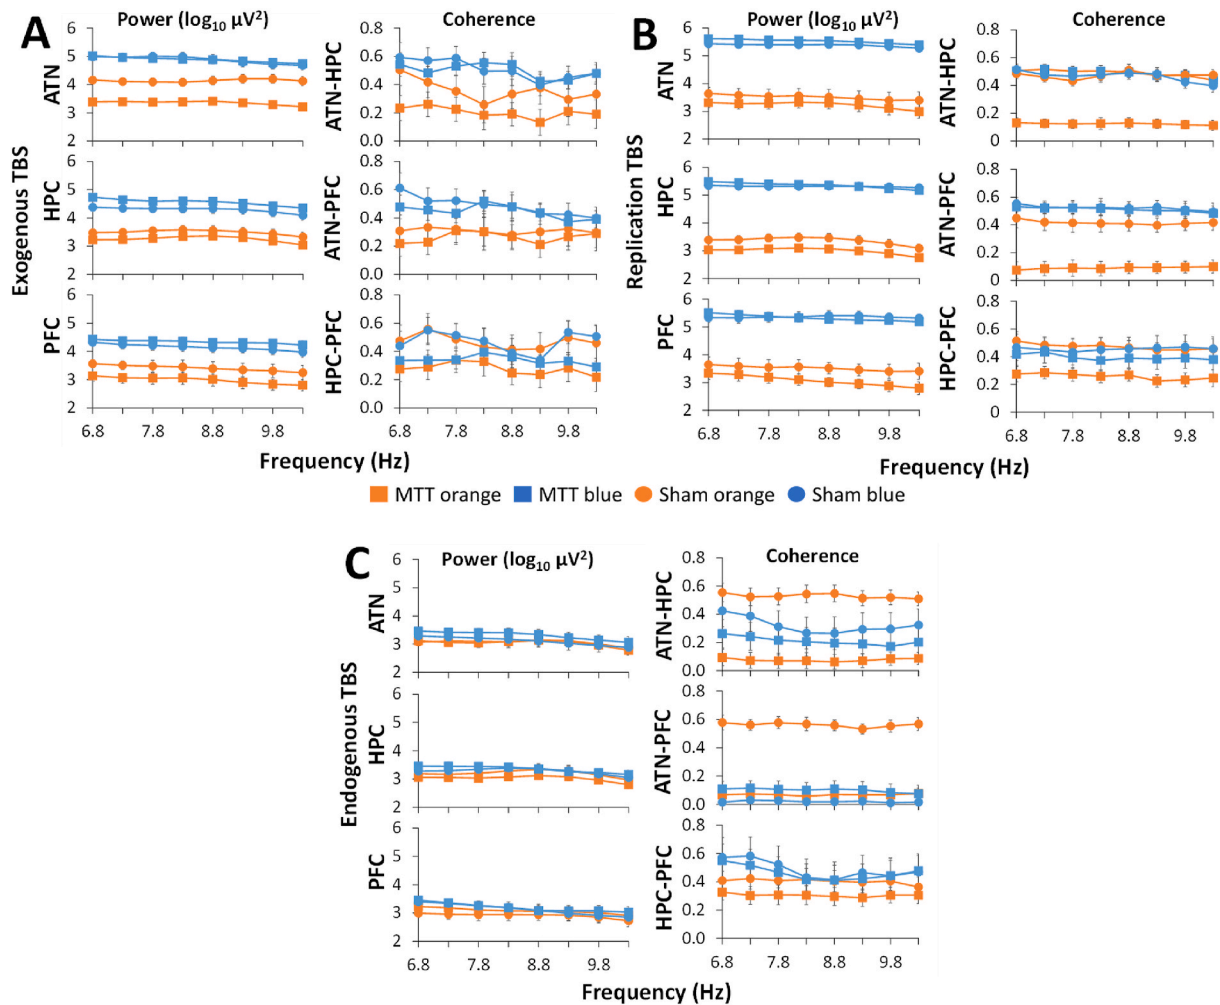 A
Power (log10 µV2)
Coherence
Exogenous TBS
ATN
6
5
4
3
2
ATN-HPC
0.8
0.6
0.4
0.2
0.0
HPC
6
5
4
3
2
ATN-PFC
0.8
0.6
0.4
0.2
0.0
PFC
6
5
4
3
2
HPC-PFC
0.8
0.6
0.4
0.2
0.0
6.8 7.8 8.8 9.8
6.8 7.8 8.8 9.8
Frequency (Hz)
B
Power (log10 µV2)
Coherence
Replication TBS
ATN
6
5
4
3
2
ATN-HPC
0.8
0.6
0.4
0.2
0
HPC
6
5
4
3
2
ATN-PFC
0.8
0.6
0.4
0.2
0
PFC
6
5
4
3
2
HPC-PFC
0.8
0.6
0.4
0.2
0
6.8 7.8 8.8 9.8
6.8 7.8 8.8 9.8
Frequency (Hz)
MTT orange MTT blue Sham orange Sham blue
C
Power (log10 µV2)
Coherence
Endogenous TBS
ATN
6
5
4
3
2
ATN-HPC
0.8
0.6
0.4
0.2
0.0
HPC
6
5
4
3
2
ATN-PFC
0.8
0.6
0.4
0.2
0.0
PFC
6
5
4
3
2
HPC-PFC
0.8
0.6
0.4
0.2
0.0
6.8 7.8 8.8 9.8
6.8 7.8 8.8 9.8
Frequency (Hz)